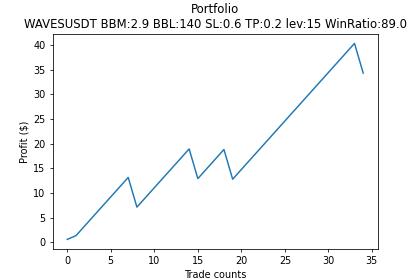 Portfolio
WAVESUSDT BBM:2.9 BBL:140 SL:0.6 TP:0.2 lev:15 WinRatio:89.0
40
35
30
25
20
15
10
5
0
Profit ($)
0 5 10 15 20 25 30 35
Trade counts